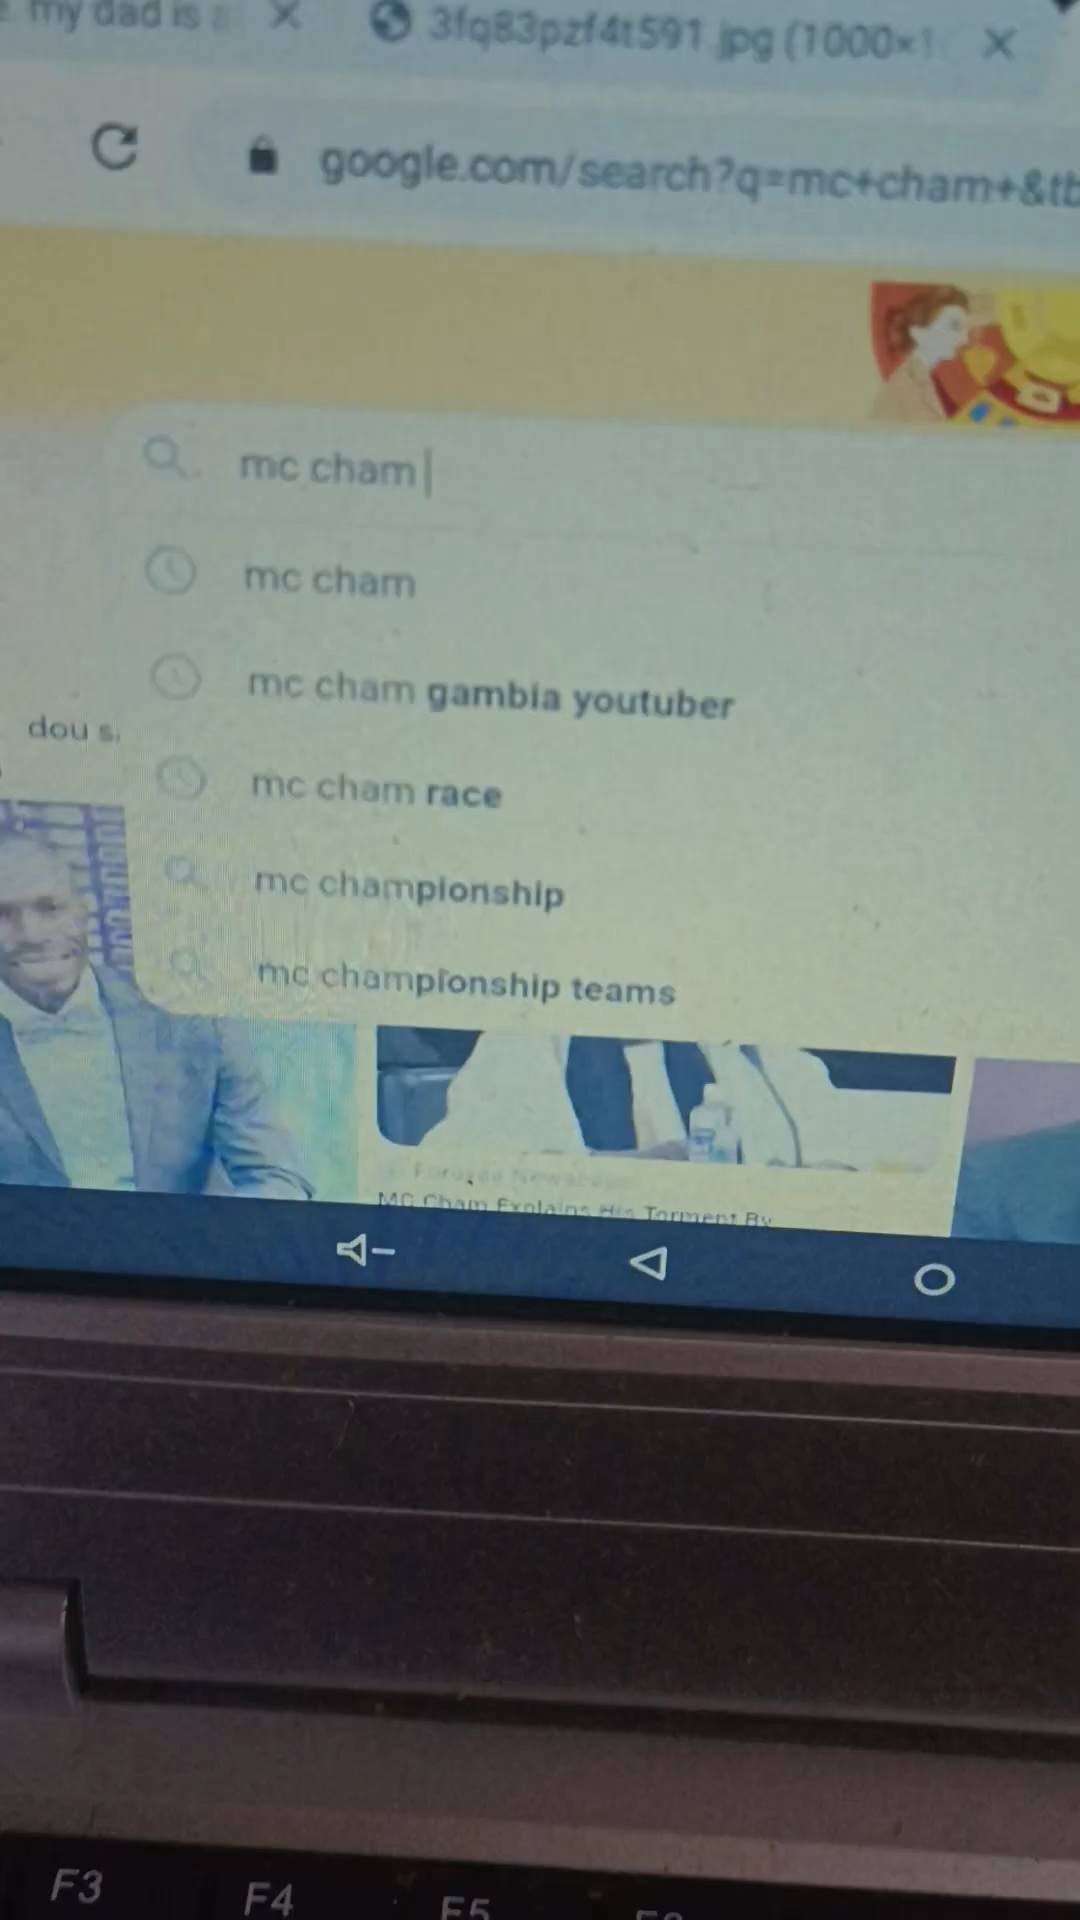 my dad is a
3fq83pzf4t591.jpg (1000×1
google.com/search?q=mc+cham+&tb
mc cham
mc cham
mc cham gambia youtuber
dou s.
mc cham race
mc championship
mc championship teams
MC Cham Explains His Torment By
F3
F4
F5